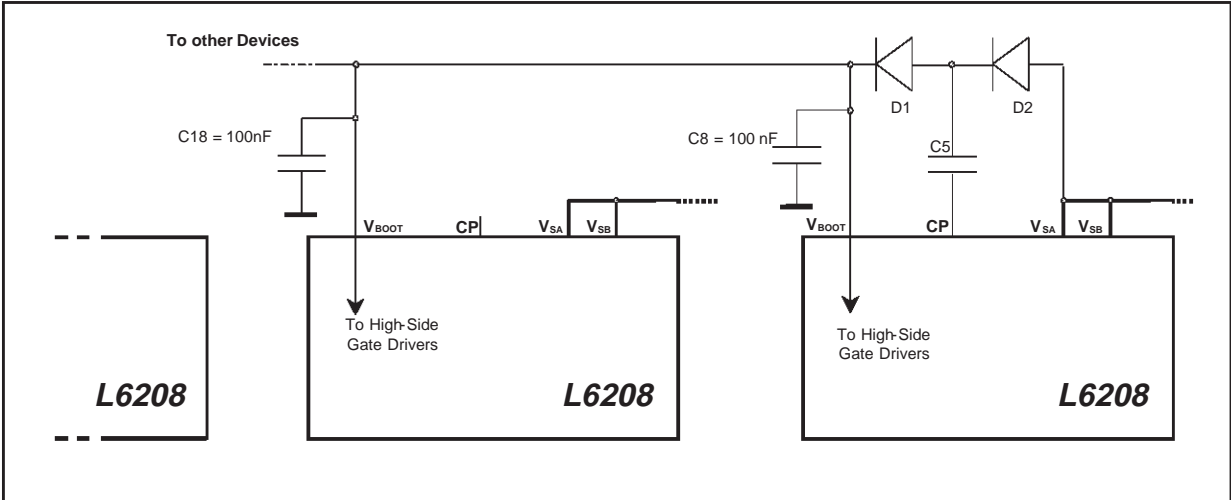 To other Devices
D1
D2
C18 = 100nF
C8 = 100 nF
C5
VBOOT
CP
VSA
VSB
VBOOT
CP
VSA
VSB
To High-Side
Gate Drivers
To High-Side
Gate Drivers
L6208
L6208
L6208